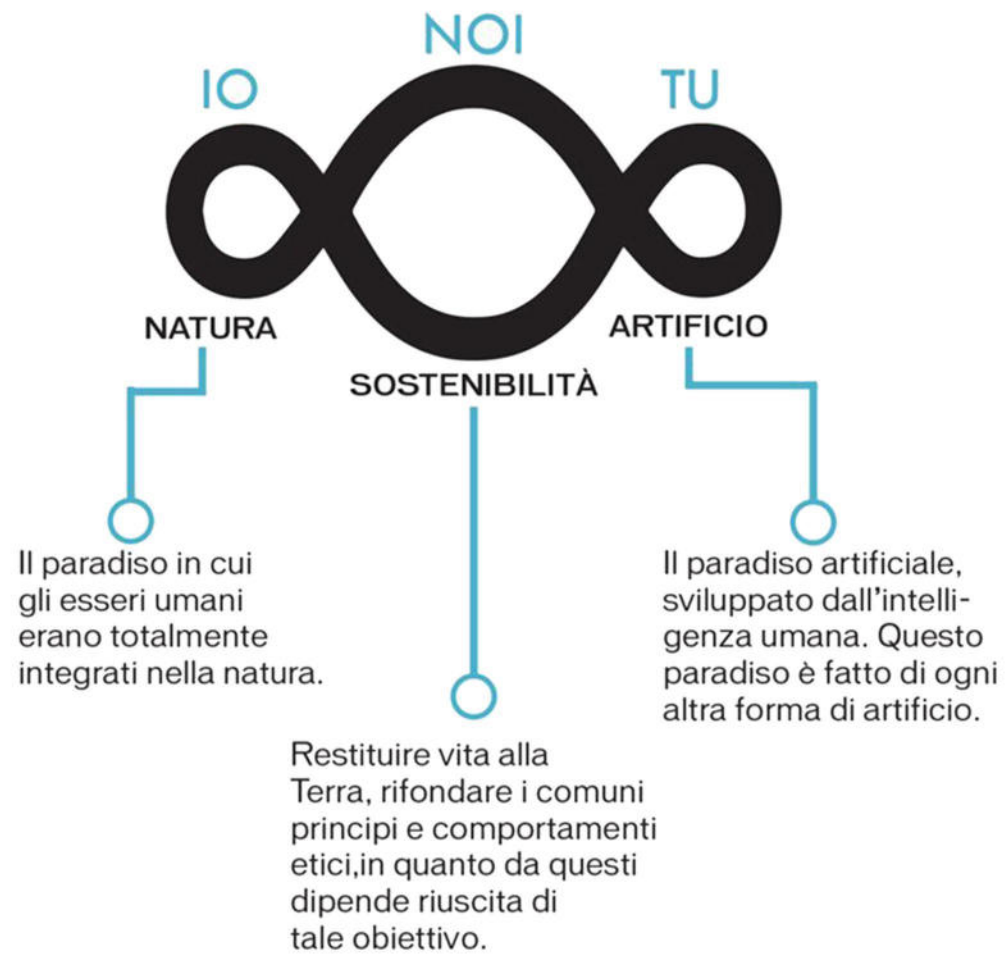 NOI
IO
TU
NATURA
ARTIFICIO
SOSTENIBILITÀ
Il paradiso in cui
gli esseri umani
erano totalmente
integrati nella natura.
Il paradiso artificiale,
sviluppato dall'intelli-
genza umana. Questo
paradiso è fatto di ogni
altra forma di artificio.
Restituire vita alla
Terra, rifondare i comuni
principi e comportamenti
etici,in quanto da questi
dipende riuscita di
tale obiettivo.